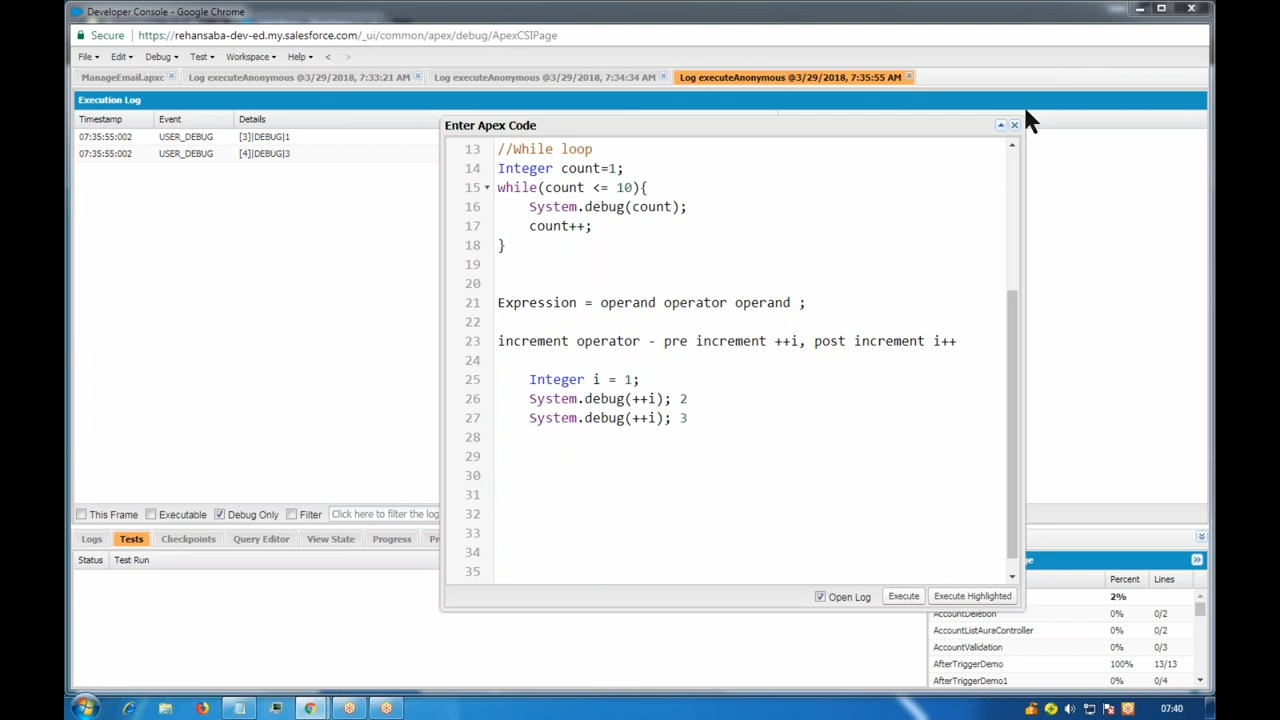 Developer Console - Google Chrome
Secure https://rehansaba-dev-ed.my.salesforce.com/_ui/common/apex/debug/ApexCSIPage
File Edit Debug Test Workspace Help < >
ManageEmail.apxc Log executeAnonymous @3/29/2018, 7:33:21 AM Log executeAnonymous @3/29/2018, 7:34:34 AM Log executeAnonymous @3/29/2018, 7:35:55 AM
Execution Log
Timestamp Event Details
07:35:55:002 USER_DEBUG [3]|DEBUG|1
07:35:55:002 USER_DEBUG [4]|DEBUG|3
Enter Apex Code
13 //While loop
14 Integer count=1;
15 while(count <= 10){
16 System.debug(count);
17 count++;
18 }
19
20
21 Expression = operand operator operand ;
22
23 increment operator - pre increment ++i, post increment i++
24
25 Integer i = 1;
26 System.debug(++i); 2
27 System.debug(++i); 3
28
29
30
31
32
33
34
35
Open Log Execute Execute Highlighted
This Frame Executable Debug Only Filter Click here to filter the log
Logs Tests Checkpoints Query Editor View State Progress Pr
Status Test Run
Percent Lines
2%
AccountDeletion 0% 0/2
AccountListAuraController 0% 0/2
AccountValidation 0% 0/3
AfterTriggerDemo 100% 13/13
AfterTriggerDemo1 0% 0/4
07:40